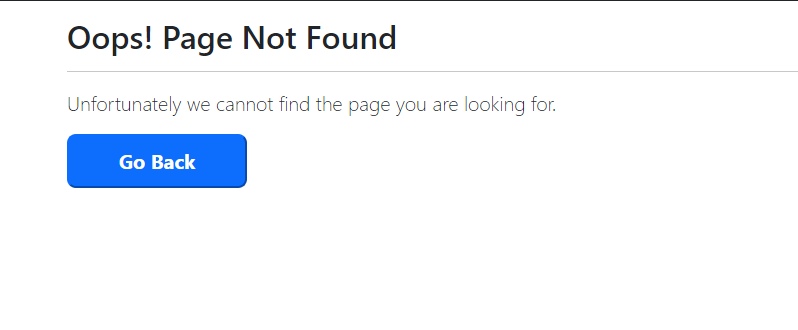 Oops! Page Not Found
Unfortunately we cannot find the page you are looking for.
Go Back